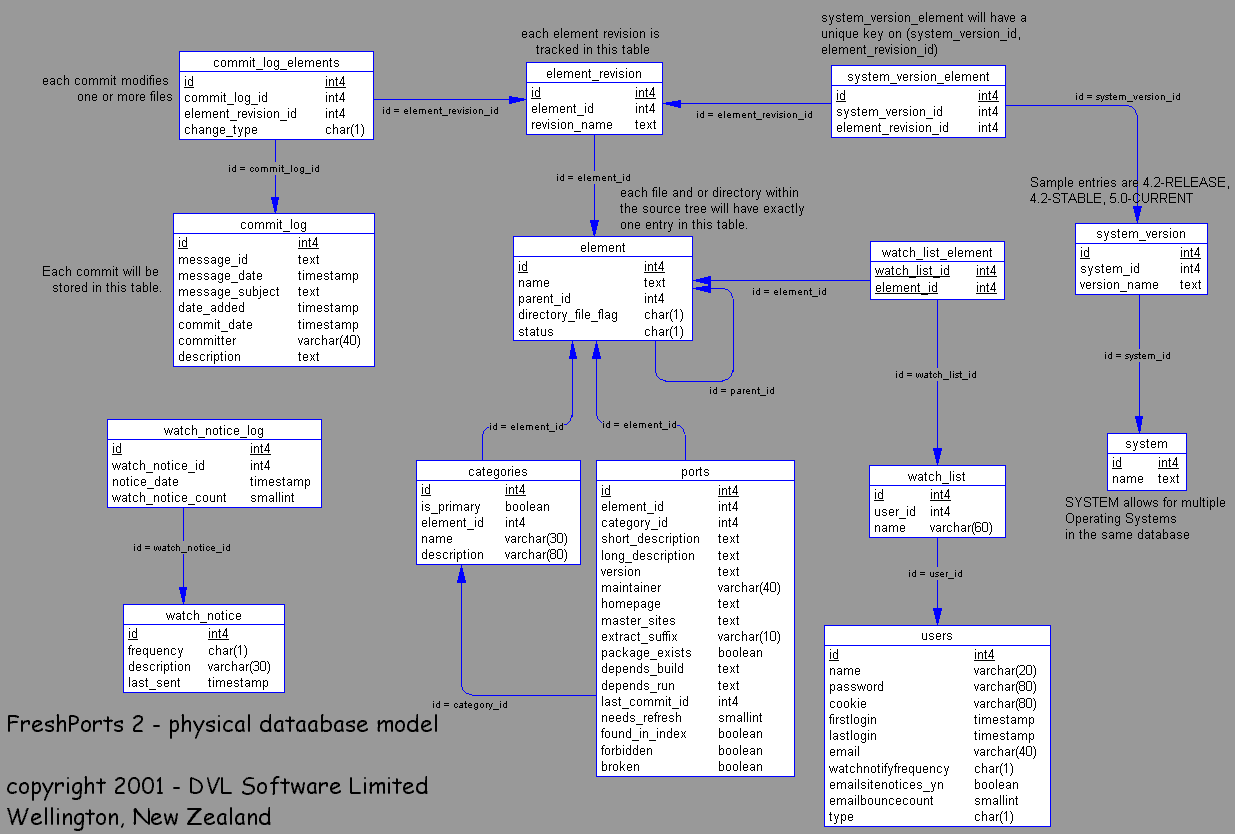 system_version_element will have a
unique key on (system_version_id,
element_revision_id)
each element revision is
tracked in this table
each commit modifies
one or more files
commit_log_elements
id int4
commit_log_id int4
element_revision_id int4
change_type char(1)
id = element_revision_id
element_revision
id int4
element_id int4
revision_name text
id = element_revision_id
system_version_element
id int4
system_version_id int4
element_revision_id int4
id = system_version_id
id = commit_log_id
id = element_id
each file and or directory within
the source tree will have exactly
one entry in this table.
Sample entries are 4.2-RELEASE,
4.2-STABLE, 5.0-CURRENT
Each commit will be
stored in this table.
commit_log
id int4
message_id text
message_date timestamp
message_subject text
date_added timestamp
commit_date timestamp
committer varchar(40)
description text
element
id int4
name text
parent_id int4
directory_file_flag char(1)
status char(1)
id = element_id
id = parent_id
watch_list_element
watch_list_id int4
element_id int4
system_version
id int4
system_id int4
version_name text
id = watch_list_id
id = system_id
id = element_id
id = element_id
watch_notice_log
id int4
watch_notice_id int4
notice_date timestamp
watch_notice_count smallint
id = watch_notice_id
watch_notice
id int4
frequency char(1)
description varchar(30)
last_sent timestamp
categories
id int4
is_primary boolean
element_id int4
name varchar(30)
description varchar(80)
id = category_id
ports
id int4
element_id int4
category_id int4
short_description text
long_description text
version text
maintainer varchar(40)
homepage text
master_sites text
extract_suffix varchar(10)
package_exists boolean
depends_build text
depends_run text
last_commit_id int4
needs_refresh smallint
found_in_index boolean
forbidden boolean
broken boolean
watch_list
id int4
user_id int4
name varchar(60)
id = user_id
system
id int4
name text
SYSTEM allows for multiple
Operating Systems
in the same database
users
id int4
name varchar(20)
password varchar(80)
cookie varchar(80)
firstlogin timestamp
lastlogin timestamp
email varchar(40)
watchnotifyfrequency char(1)
emailsitenotices_yn boolean
emailbouncecount smallint
type char(1)
FreshPorts 2 - physical dataabase model
copyright 2001 - DVL Software Limited
Wellington, New Zealand